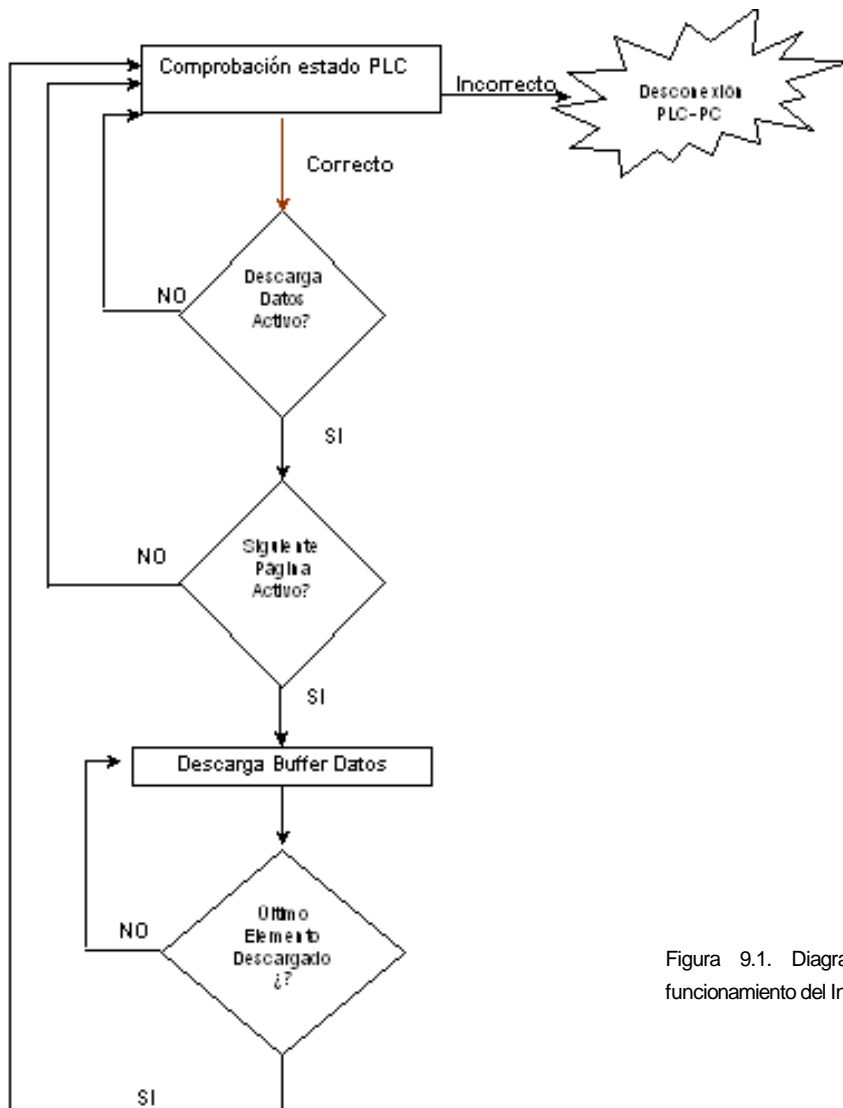 Comprobación estado PLC
Incorrecto
Desconexión
PLC-PC
Correcto
Descarga
Datos
Activo?
NO
SI
Siguiente
Página
Activo?
NO
SI
Descarga Buffer Datos
Último
Elemento
Descargado
¿?
NO
Figura 9.1. Diagra
funcionamiento del In
SI